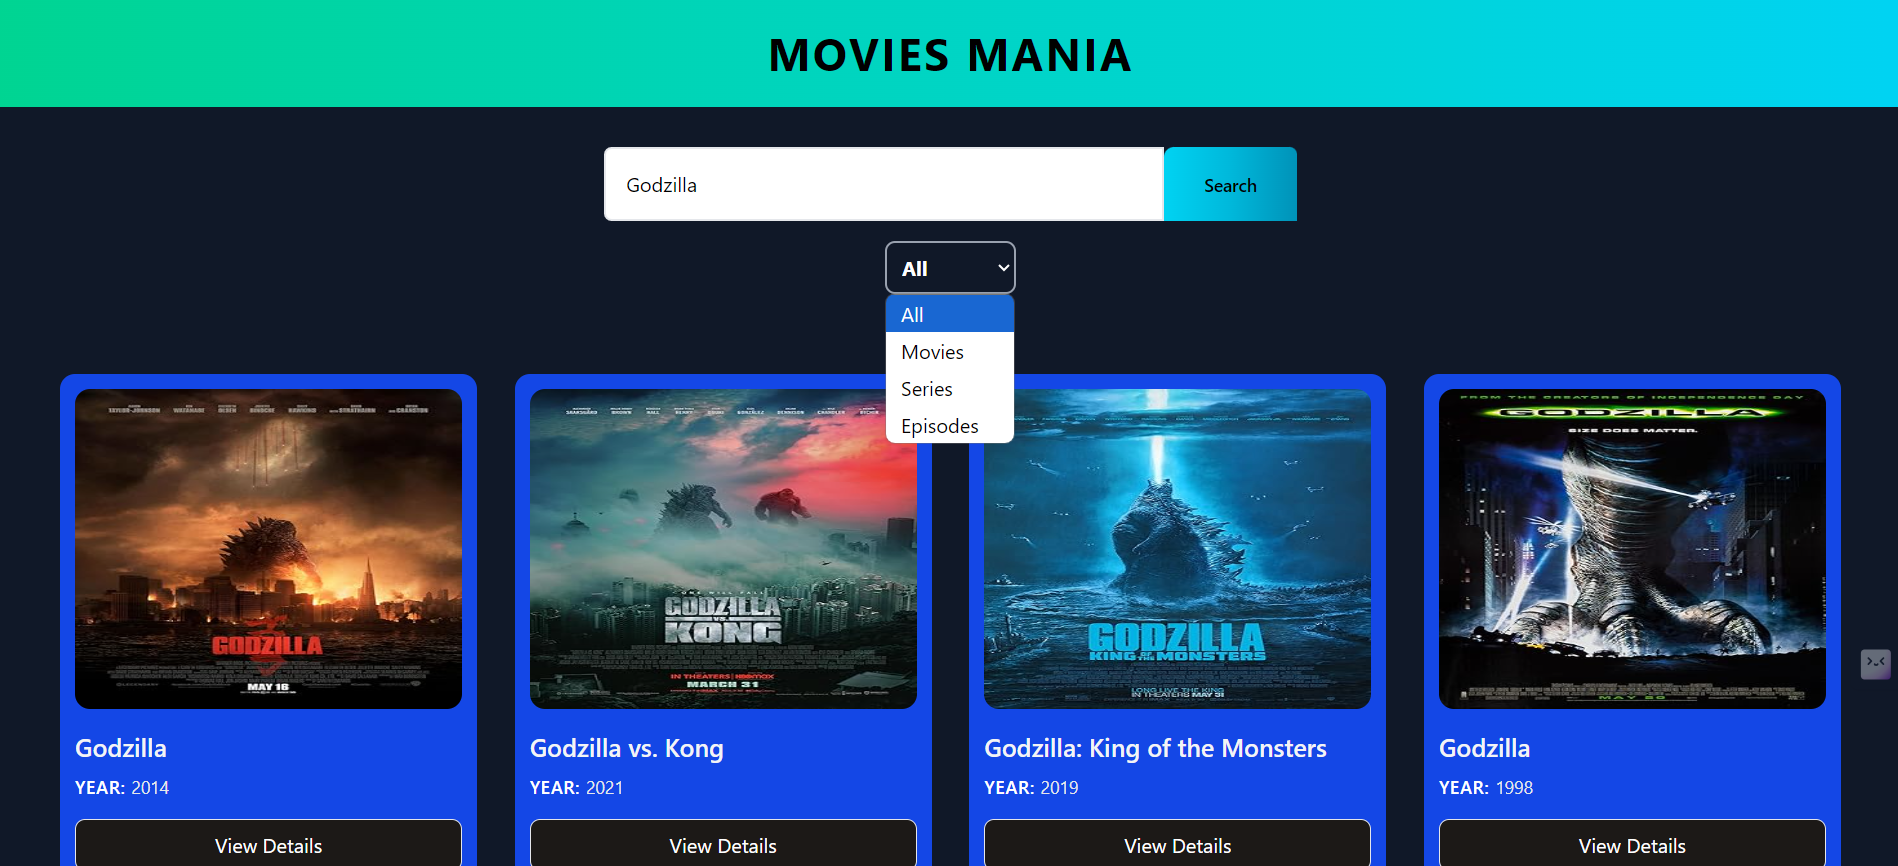 MOVIES MANIA
Godzilla
Search
All
All
Movies
Series
Episodes
GODZILLA
MAY 16
GODZILLA
VS.
KONG
IN THEATERS
MARCH 31
GODZILLA
KING OF THE MONSTERS
LONG LIVE THE KING
IN THEATERS MAY 31
FROM THE CREATORS OF INDEPENDENCE DAY
GODZILLA
SIZE DOES MATTER.
MAY 20
Godzilla
YEAR: 2014
View Details
Godzilla vs. Kong
YEAR: 2021
View Details
Godzilla: King of the Monsters
YEAR: 2019
View Details
Godzilla
YEAR: 1998
View Details